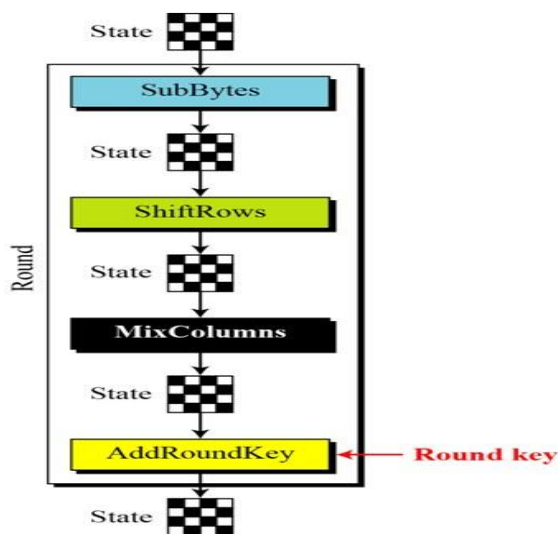 State
SubBytes
State
ShiftRows
State
Round
MixColumns
State
AddRoundKey
Round key
State